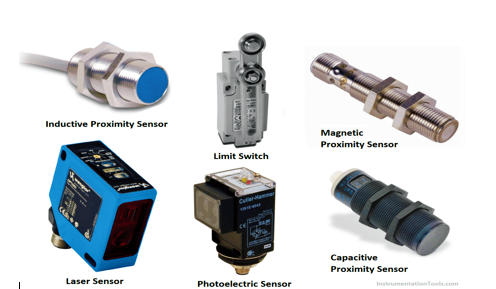 Inductive Proximity Sensor
Limit Switch
Magnetic
Proximity Sensor
Cutler-Hammer
CE
Laser Sensor
Photoelectric Sensor
Capacitive
Proximity Sensor
InstrumentationTools.com